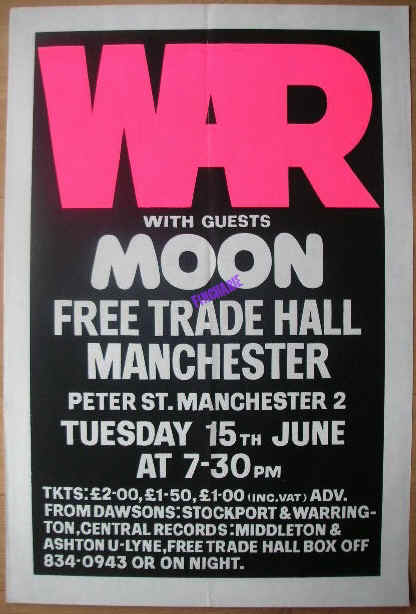 WAR
WITH GUESTS
MOON
FREE TRADE HALL
MANCHESTER
PETER ST. MANCHESTER 2
TUESDAY 15TH JUNE
AT 7-30PM
TKTS:£2-00,£1-50,£1-00 (INC.VAT) ADV.
FROM DAWSONS:STOCKPORT & WARRING-
TON,CENTRAL RECORDS:MIDDLETON &
ASHTON U-LYNE,FREE TRADE HALL BOX OFF
834-0943 OR ON NIGHT.